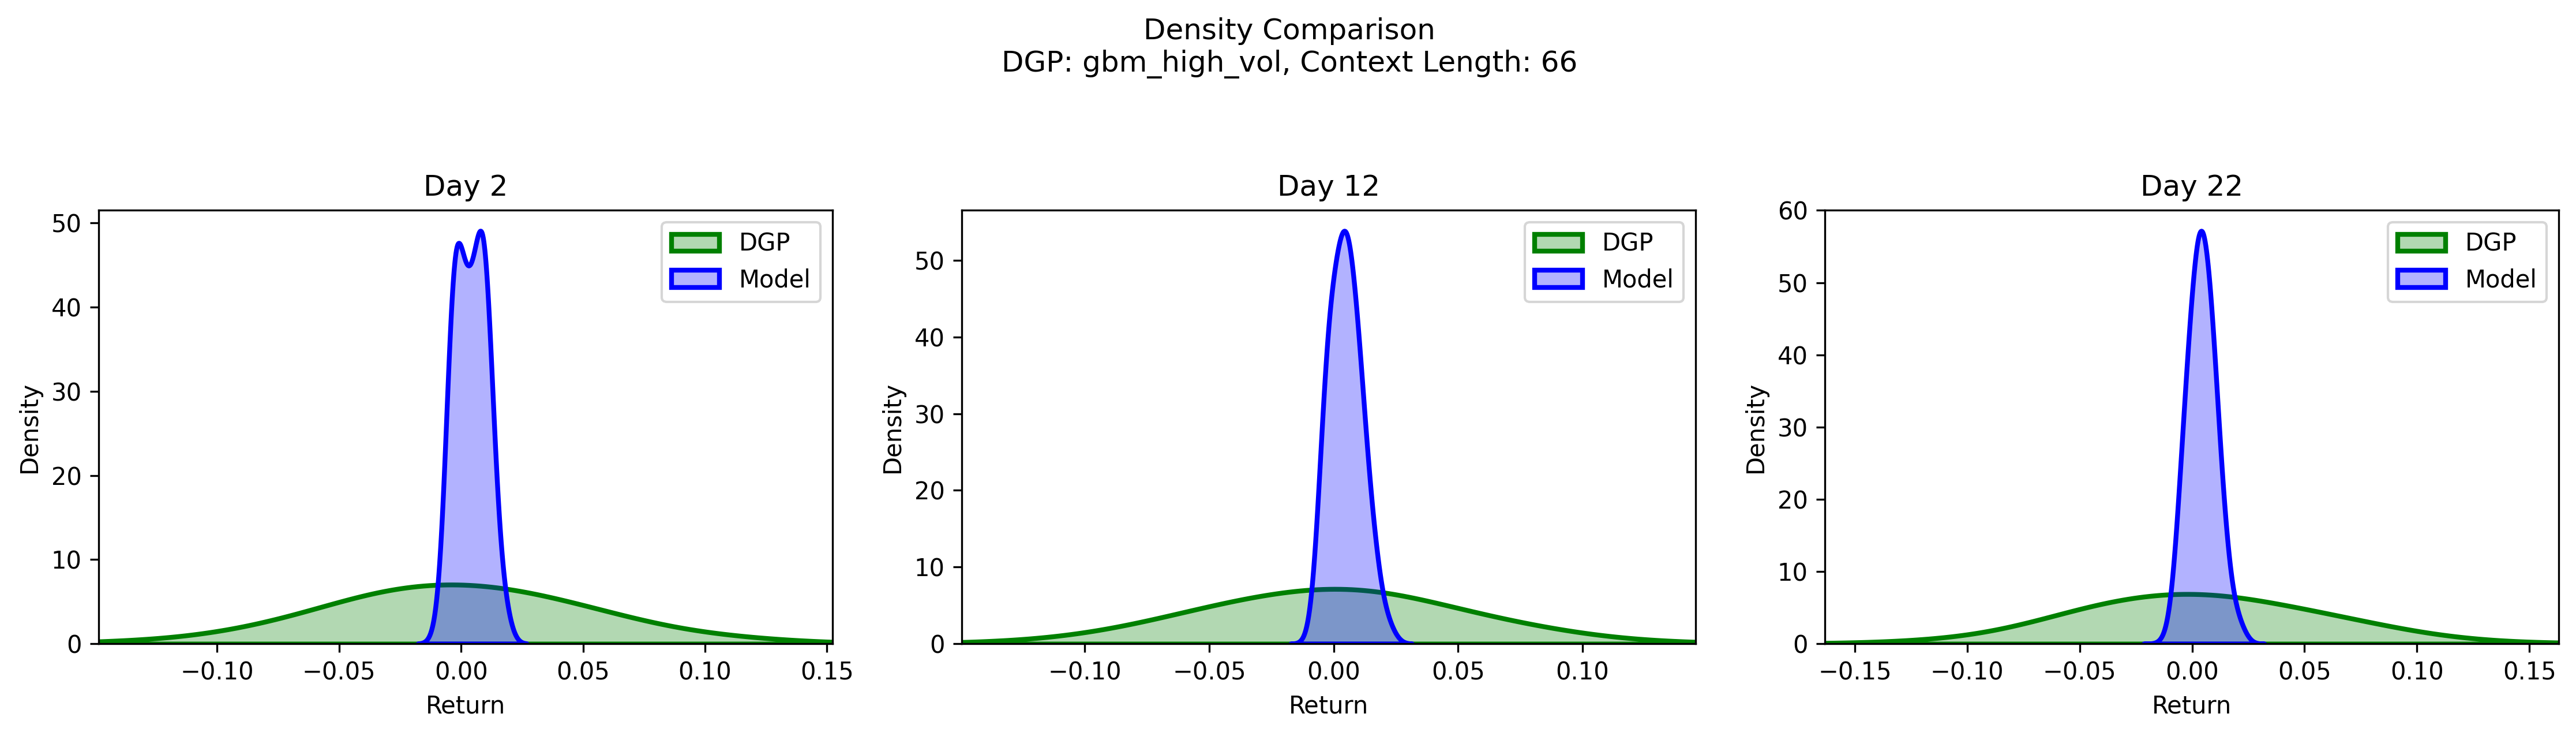 Density Comparison
DGP: gbm_high_vol, Context Length: 66
Day 2
50
40
30
20
10
0
Density
−0.10
−0.05
0.00
0.05
0.10
0.15
Return
DGP
Model
Day 12
50
40
30
20
10
0
Density
−0.10
−0.05
0.00
0.05
0.10
Return
DGP
Model
Day 22
60
50
40
30
20
10
0
Density
−0.15
−0.10
−0.05
0.00
0.05
0.10
0.15
Return
DGP
Model